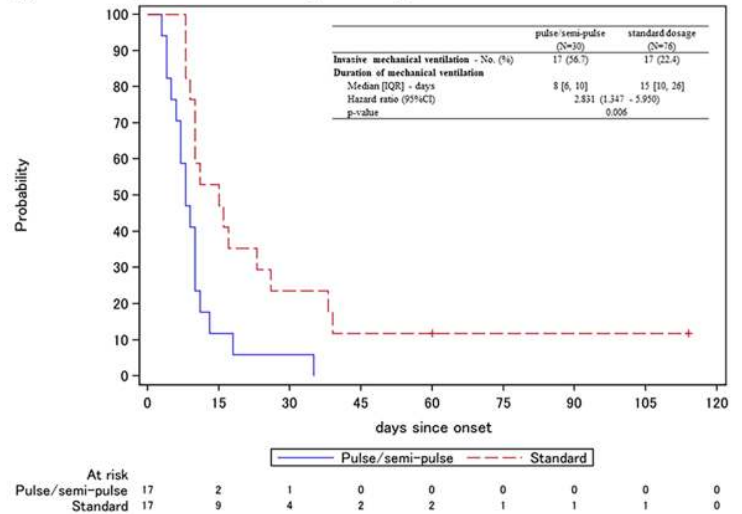 pulse/semi-pulse standard dosage
(N=30) (N=76)
Invasive mechanical ventilation - No. (%) 17 (56.7) 17 (22.4)
Duration of mechanical ventilation
Median [IQR] - days 8 [6, 10] 15 [10, 26]
Hazard ratio (95%CI) 2.831 (1.347 - 5.950)
p-value 0.006
Probability
100
90
80
70
60
50
40
30
20
10
0
0 15 30 45 60 75 90 105 120
days since onset
Pulse/semi-pulse Standard
At risk
Pulse/semi-pulse 17 2 1 0 0 0 0 0 0
Standard 17 9 4 2 2 1 1 1 0